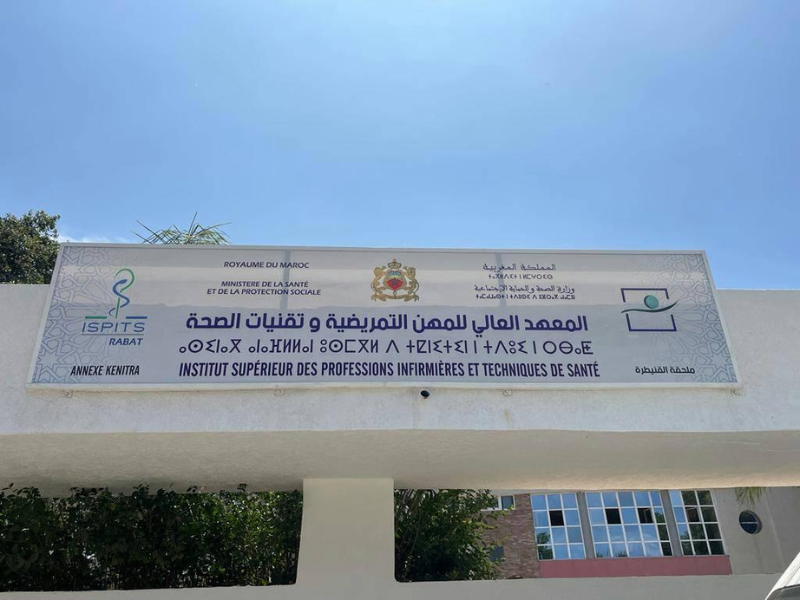 ROYAUME DU MAROC
MINISTERE DE LA SANTÉ
ET DE LA PROTECTION SOCIALE
المملكة المغربية
ⵜⴰⴳⵍⴷⵉⵜ ⵏ ⵍⵎⵖⵔⵉⴱ
وزارة الصحة والحماية الاجتماعية
ISPITS
RABAT
ANNEXE KENITRA
المعهد العالي للمهن التمريضية و تقنيات الصحة
INSTITUT SUPÉRIEUR DES PROFESSIONS INFIRMIÈRES ET TECHNIQUES DE SANTÉ
ملحقة القنيطرة